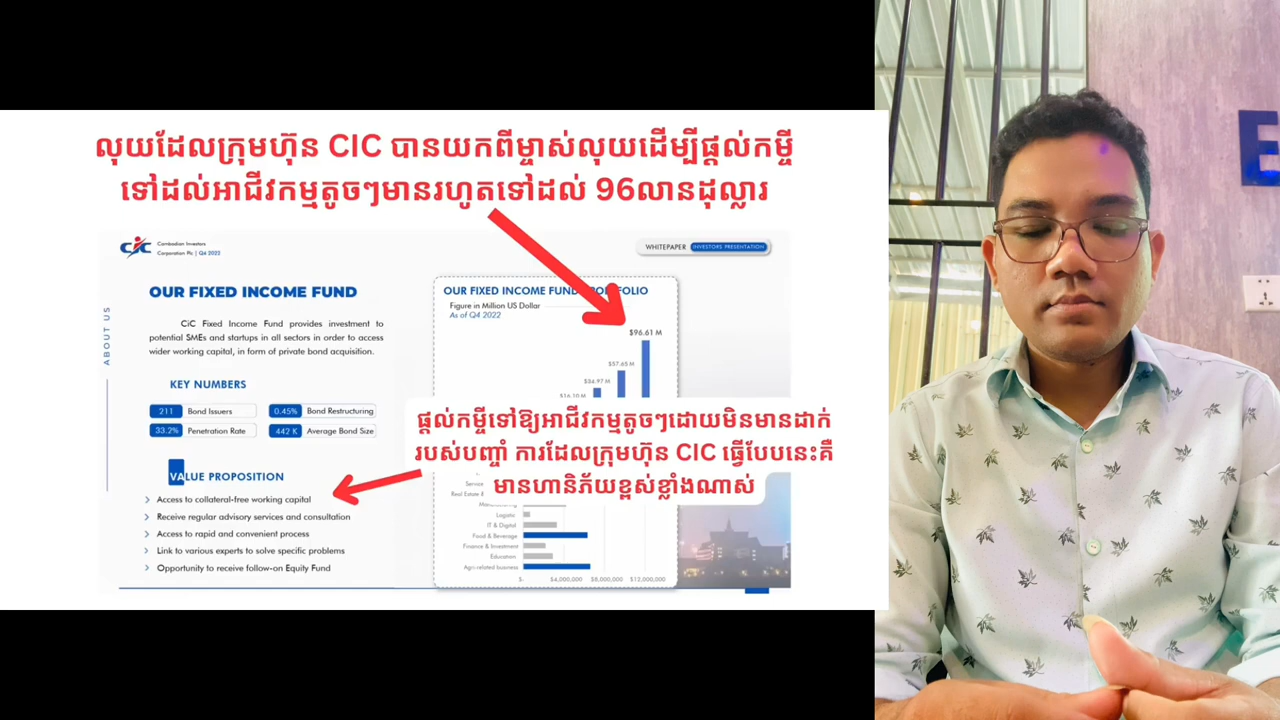 លុយដែលក្រុមហ៊ុន CIC បានយកពីម្ចាស់លុយដើម្បីផ្តល់កម្ចី
ទៅដល់អាជីវកម្មតូចៗមានរហូតទៅដល់ 96លានដុល្លារ
CiC
Cambodian Investors
Corporation Plc | Q4 2022
WHITEPAPER INVESTORS PRESENTATION
ABOUT US
OUR FIXED INCOME FUND
CiC Fixed Income Fund provides investment to
potential SMEs and startups in all sectors in order to access
wider working capital, in form of private bond acquisition.
KEY NUMBERS
211 Bond Issuers
0.45% Bond Restructuring
33.2% Penetration Rate
442 K Average Bond Size
VALUE PROPOSITION
Access to collateral-free working capital
Receive regular advisory services and consultation
Access to rapid and convenient process
Link to various experts to solve specific problems
Opportunity to receive follow-on Equity Fund
OUR FIXED INCOME FUND
Figure in Million US Dollar
As of Q4 2022
$96.61 M
$57.65 M
$34.97 M
$16.10 M
ផ្តល់កម្ចីទៅឱ្យអាជីវកម្មតូចៗដោយមិនមានដាក់
របស់បញ្ចាំ ការដែលក្រុមហ៊ុន CIC ធ្វើបែបនេះគឺ
មានហានិភ័យខ្ពស់ខ្លាំងណាស់
Logistic
IT & Digital
Food & Beverage
Finance & Investment
Education
Agri-related business
$- $4,000,000 $8,000,000 $12,000,000
E